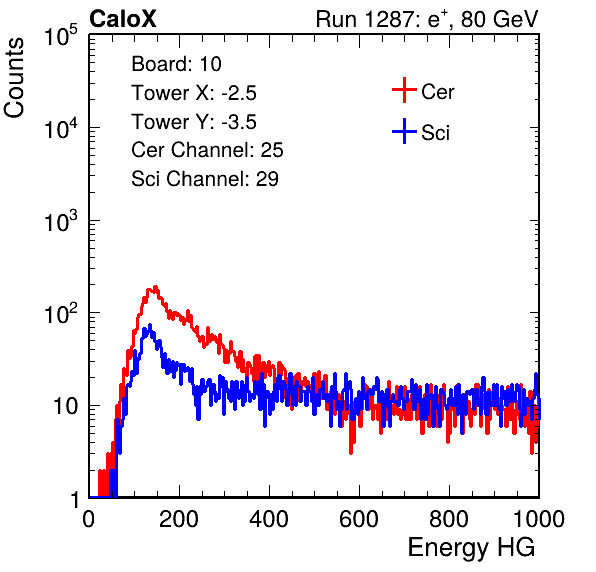 CaloX Run 1287: e⁺, 80 GeV
Counts
10⁵
10⁴
10³
10²
10
1
Board: 10
Tower X: -2.5
Tower Y: -3.5
Cer Channel: 25
Sci Channel: 29
Cer
Sci
0 200 400 600 800 1000
Energy HG